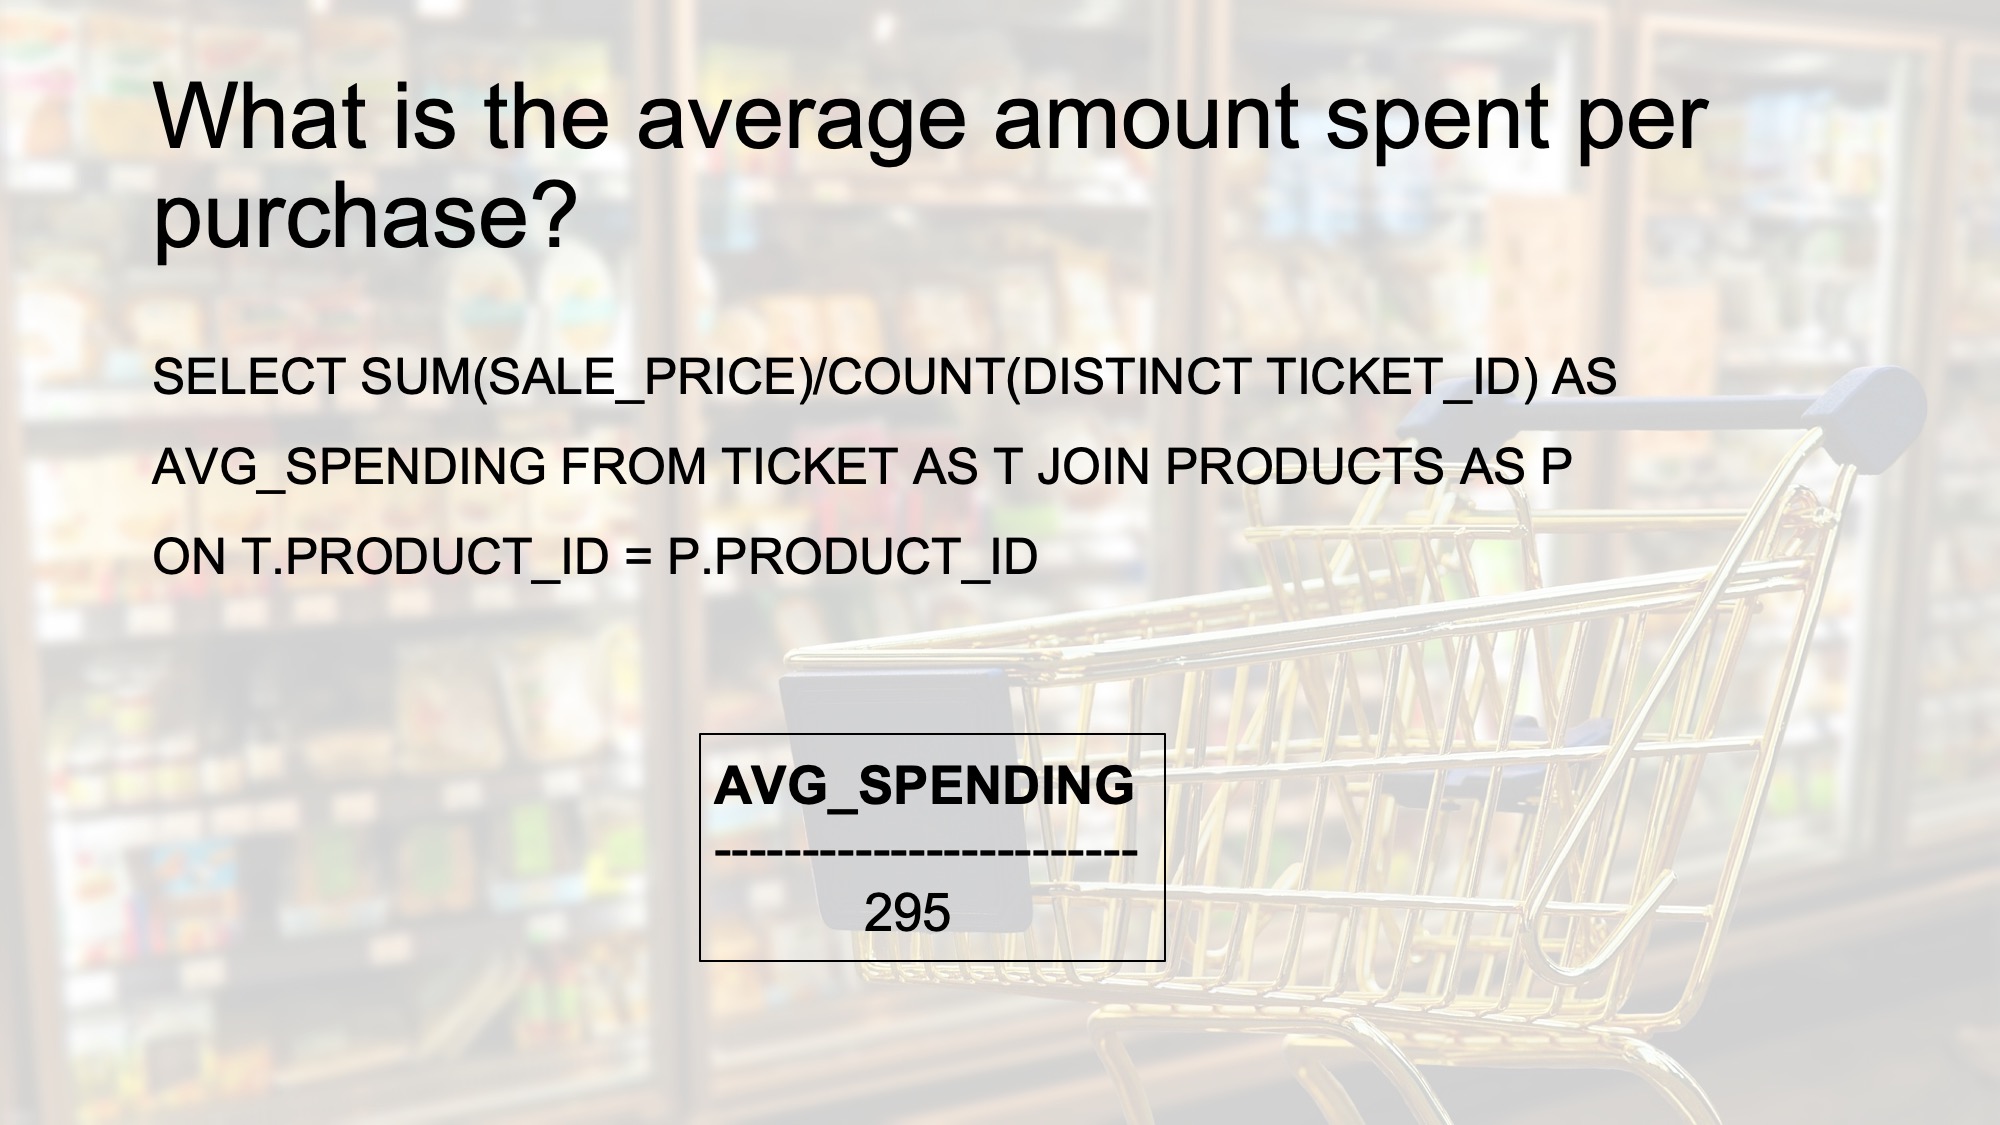 What is the average amount spent per
purchase?
SELECT SUM(SALE_PRICE)/COUNT(DISTINCT TICKET_ID) AS
AVG_SPENDING FROM TICKET AS T JOIN PRODUCTS AS P
ON T.PRODUCT_ID = P.PRODUCT_ID
AVG_SPENDING
------------------------
295